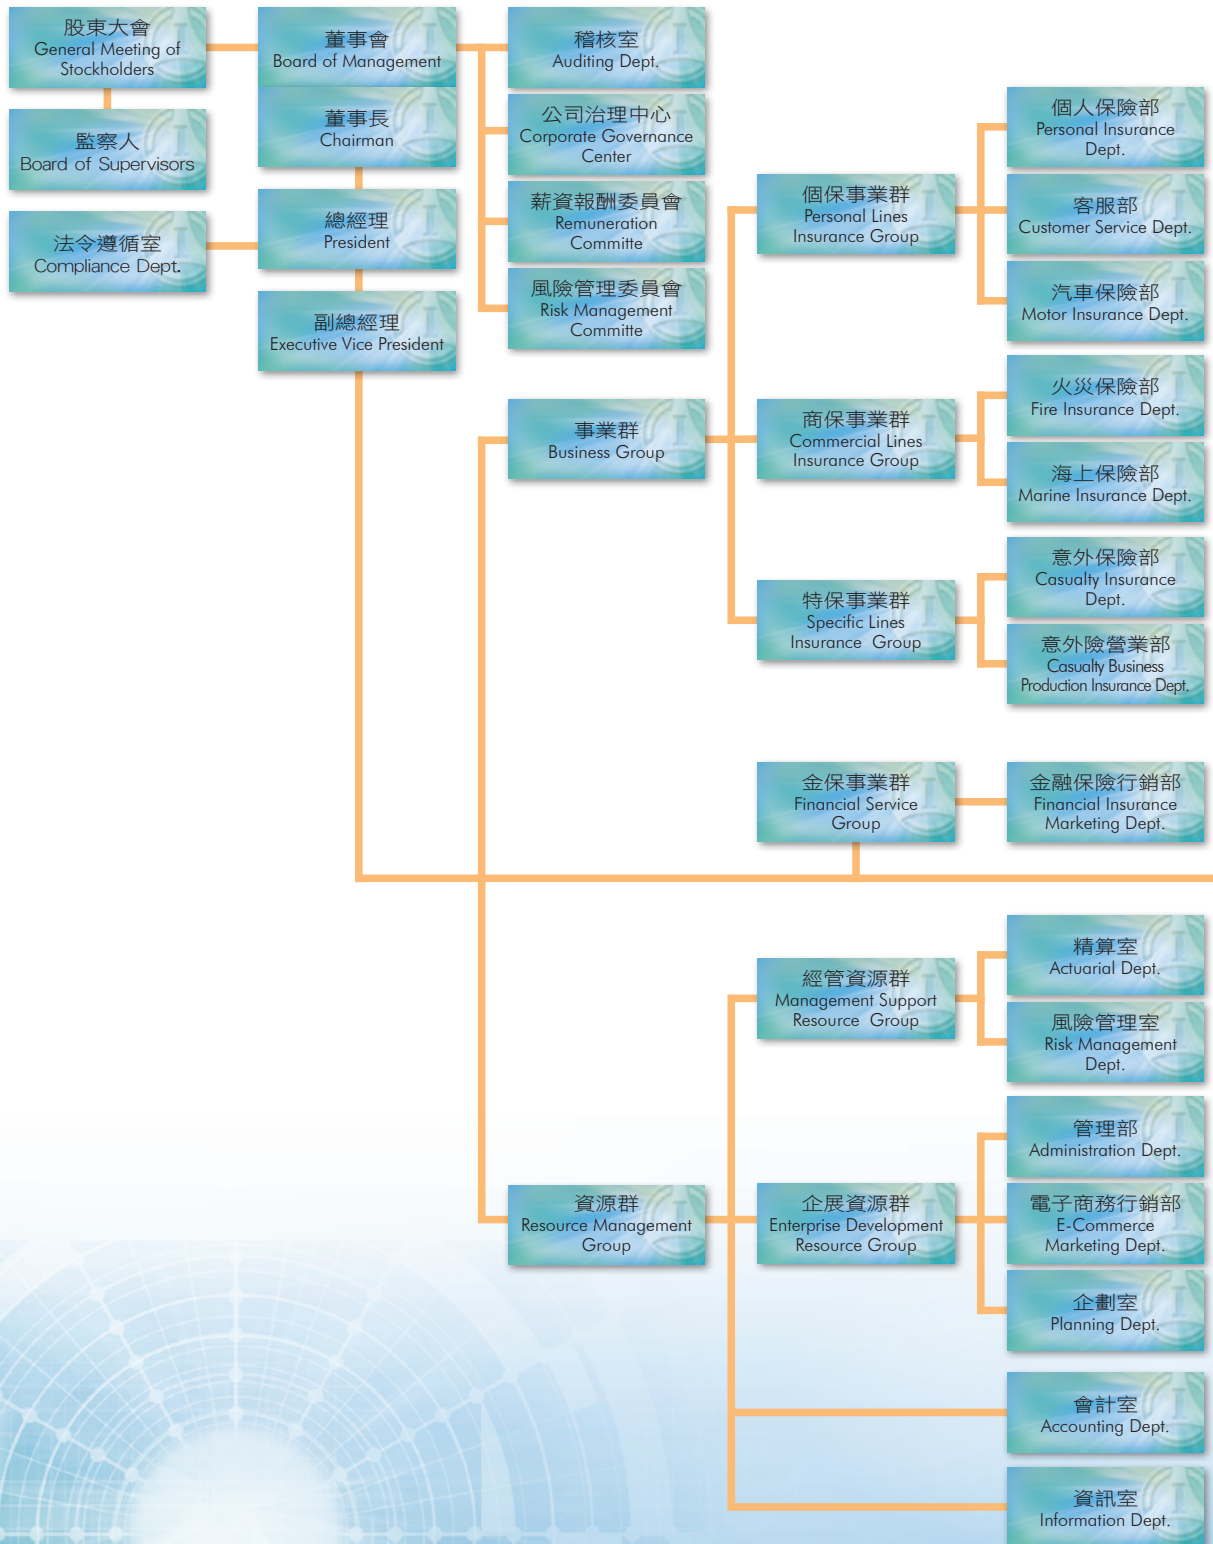 股東大會
General Meeting of
Stockholders
監察人
Board of Supervisors
法令遵循室
Compliance Dept.
董事會
Board of Management
董事長
Chairman
總經理
President
副總經理
Executive Vice President
稽核室
Auditing Dept.
公司治理中心
Corporate Governance
Center
薪資報酬委員會
Remuneration
Committe
風險管理委員會
Risk Management
Committe
事業群
Business Group
個保事業群
Personal Lines
Insurance Group
個人保險部
Personal Insurance
Dept.
客服部
Customer Service Dept.
汽車保險部
Motor Insurance Dept.
商保事業群
Commercial Lines
Insurance Group
火災保險部
Fire Insurance Dept.
海上保險部
Marine Insurance Dept.
特保事業群
Specific Lines
Insurance Group
意外保險部
Casualty Insurance
Dept.
意外險營業部
Casualty Business
Production Insurance Dept.
金保事業群
Financial Service
Group
金融保險行銷部
Financial Insurance
Marketing Dept.
資源群
Resource Management
Group
經管資源群
Management Support
Resource Group
精算室
Actuarial Dept.
風險管理室
Risk Management
Dept.
企展資源群
Enterprise Development
Resource Group
管理部
Administration Dept.
電子商務行銷部
E-Commerce
Marketing Dept.
企劃室
Planning Dept.
會計室
Accounting Dept.
資訊室
Information Dept.